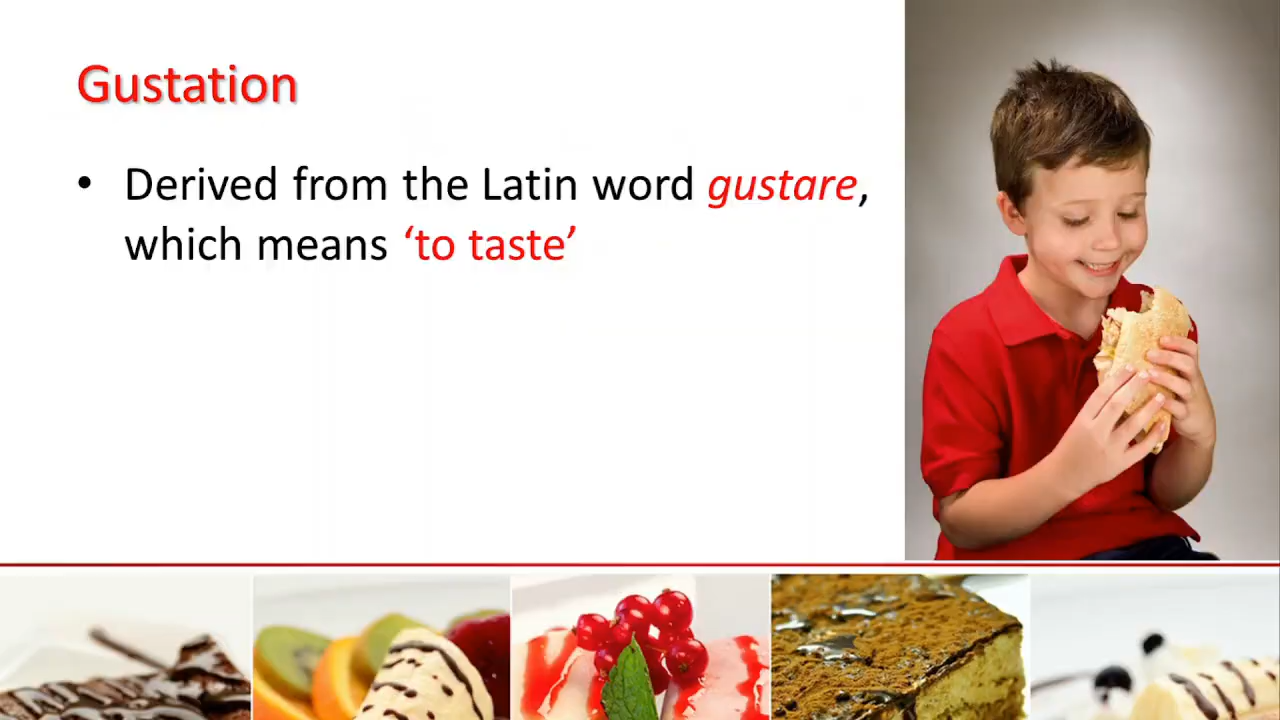 Gustation
• Derived from the Latin word gustare,
which means ‘to taste’